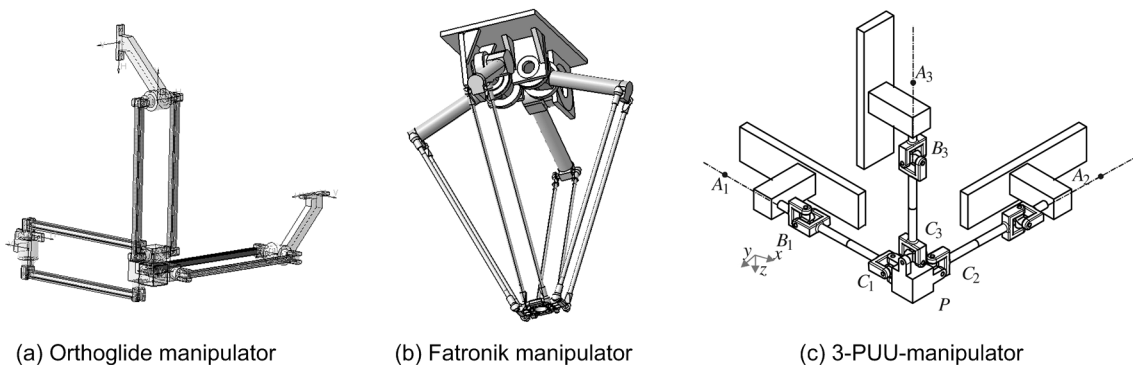 A3
B3
A1
A2
B1
C3
y x
z
C1
C2
P
(a) Orthoglide manipulator
(b) Fatronik manipulator
(c) 3-PUU-manipulator